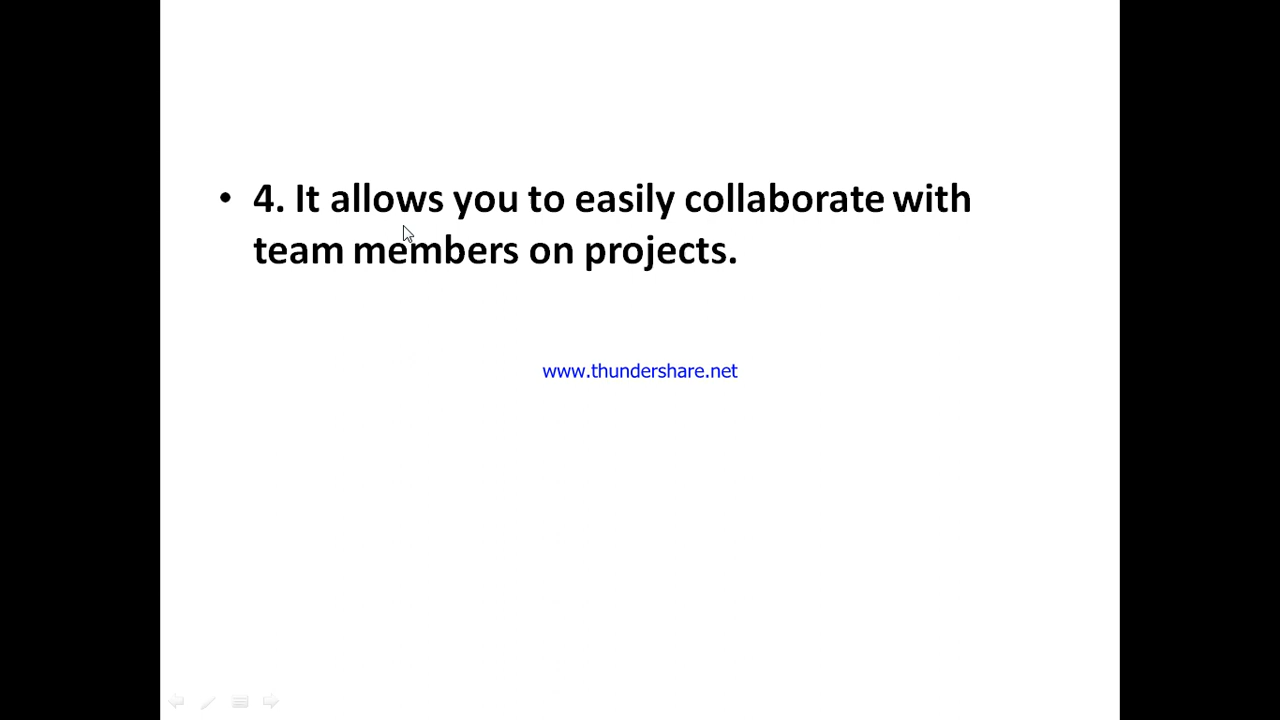 • 4. It allows you to easily collaborate with
team members on projects.
www.thundershare.net